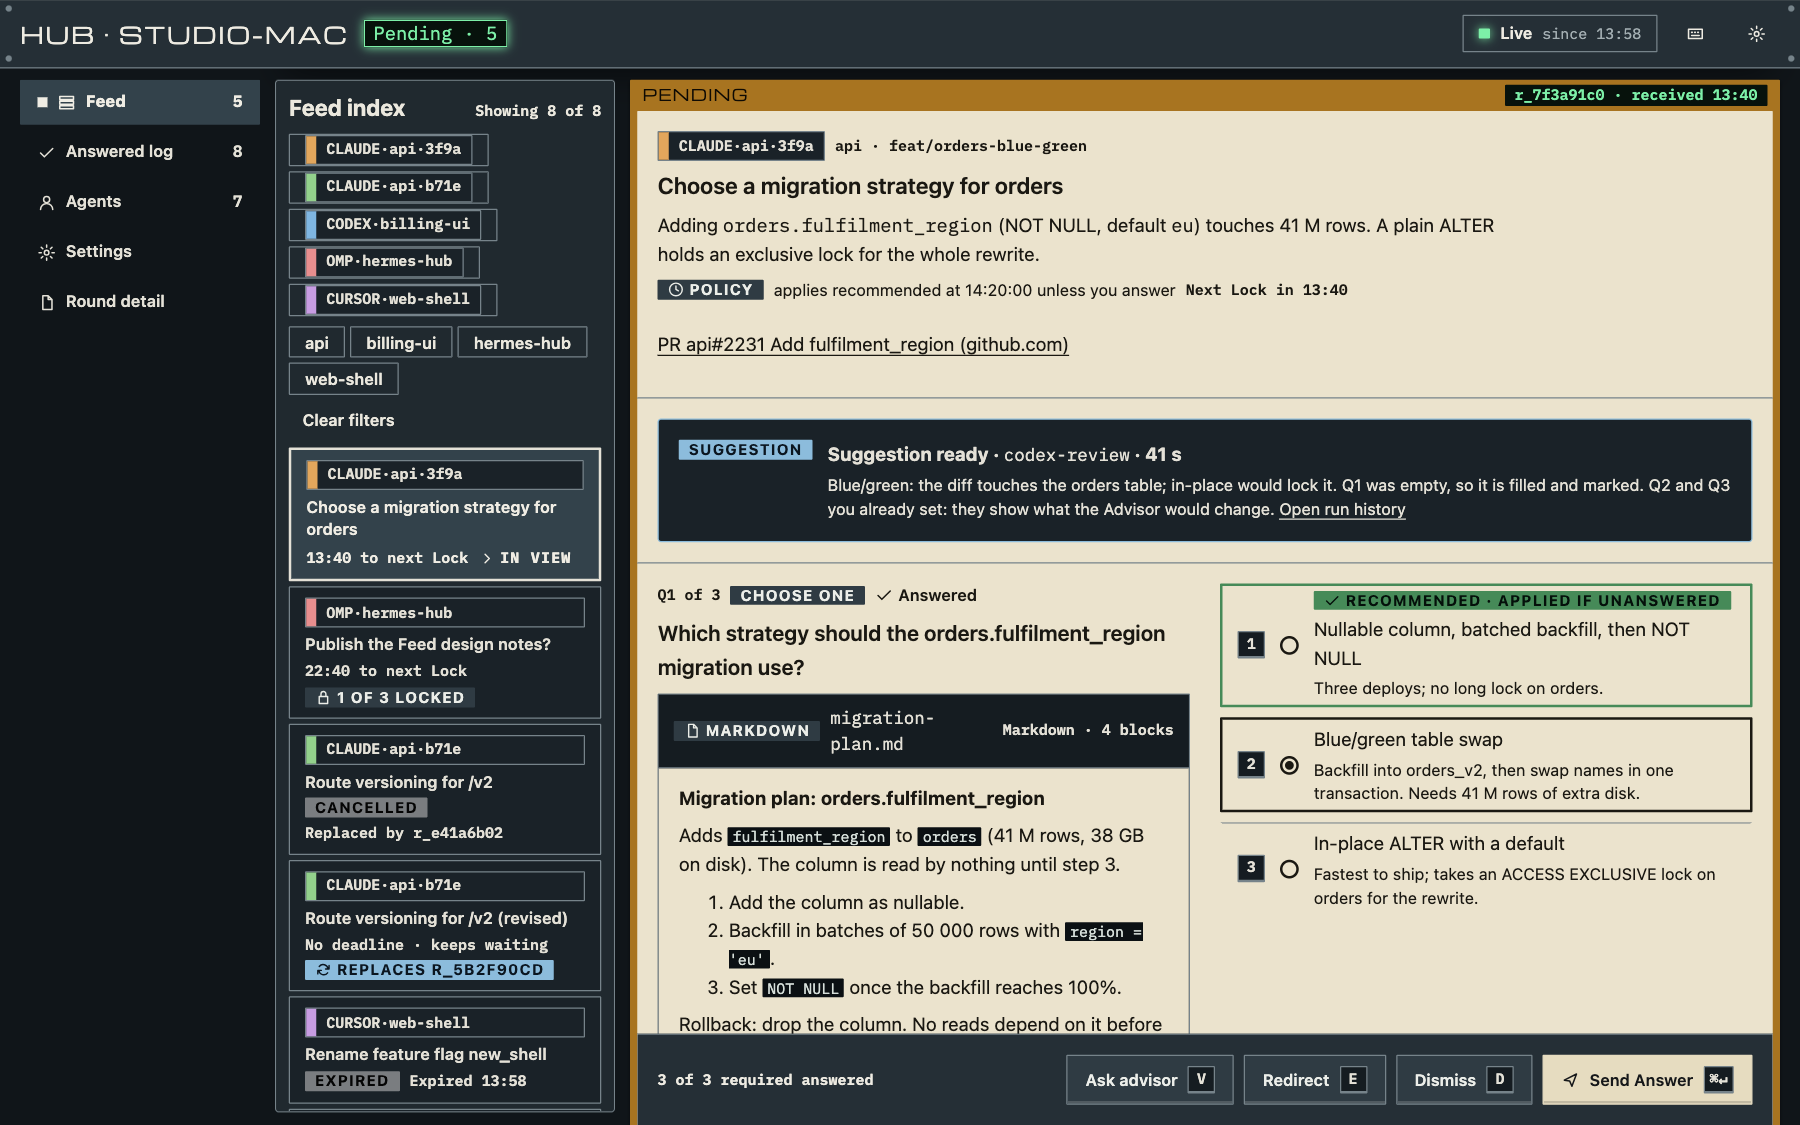 HUB · STUDIO-MAC
Pending · 5
Live since 13:58
Feed 5
Answered log 8
Agents 7
Settings
Round detail
Feed index
Showing 8 of 8
CLAUDE·api·3f9a
CLAUDE·api·b71e
CODEX·billing-ui
OMP·hermes-hub
CURSOR·web-shell
api
billing-ui
hermes-hub
web-shell
Clear filters
CLAUDE·api·3f9a
Choose a migration strategy for
orders
13:40 to next Lock > IN VIEW
OMP·hermes-hub
Publish the Feed design notes?
22:40 to next Lock
1 OF 3 LOCKED
CLAUDE·api·b71e
Route versioning for /v2
CANCELLED
Replaced by r_e41a6b02
CLAUDE·api·b71e
Route versioning for /v2 (revised)
No deadline · keeps waiting
REPLACES R_5B2F90CD
CURSOR·web-shell
Rename feature flag new_shell
EXPIRED Expired 13:58
PENDING
r_7f3a91c0 · received 13:40
CLAUDE·api·3f9a api · feat/orders-blue-green
Choose a migration strategy for orders
Adding orders.fulfilment_region (NOT NULL, default eu) touches 41 M rows. A plain ALTER
holds an exclusive lock for the whole rewrite.
POLICY applies recommended at 14:20:00 unless you answer Next Lock in 13:40
PR api#2231 Add fulfilment_region (github.com)
SUGGESTION
Suggestion ready · codex-review · 41 s
Blue/green: the diff touches the orders table; in-place would lock it. Q1 was empty, so it is filled and marked. Q2 and Q3
you already set: they show what the Advisor would change. Open run history
Q1 of 3 CHOOSE ONE Answered
Which strategy should the orders.fulfilment_region
migration use?
MARKDOWN
migration-
plan.md
Markdown · 4 blocks
Migration plan: orders.fulfilment_region
Adds fulfilment_region to orders (41 M rows, 38 GB
on disk). The column is read by nothing until step 3.
1. Add the column as nullable.
2. Backfill in batches of 50 000 rows with region =
'eu'.
3. Set NOT NULL once the backfill reaches 100%.
Rollback: drop the column. No reads depend on it before
RECOMMENDED · APPLIED IF UNANSWERED
1
Nullable column, batched backfill, then NOT
NULL
Three deploys; no long lock on orders.
2
Blue/green table swap
Backfill into orders_v2, then swap names in one
transaction. Needs 41 M rows of extra disk.
3
In-place ALTER with a default
Fastest to ship; takes an ACCESS EXCLUSIVE lock on
orders for the rewrite.
3 of 3 required answered
Ask advisor V
Redirect E
Dismiss D
Send Answer ⌘↵